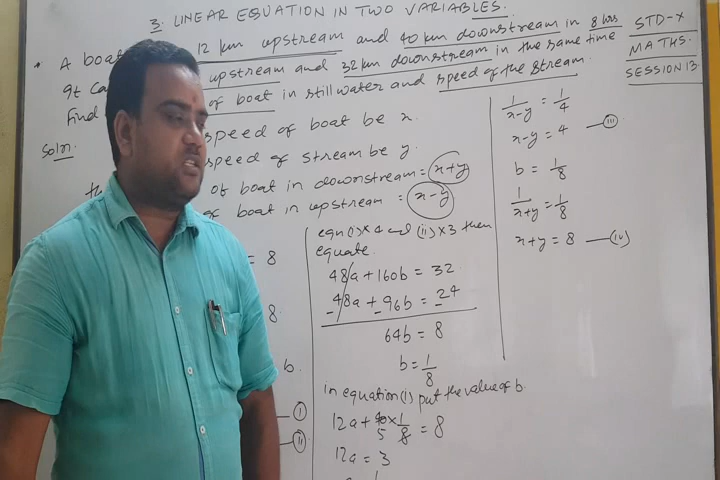 3. LINEAR EQUATION IN TWO VARIABLES.
A boat 12 km upstream and 40 km downstream in 8 hrs
9t Ca upstream and 32 km downstream in the same time
Find of boat in still water and speed of the stream.
Soln. speed of boat be x.
speed of stream be y.
of boat in downstream = x+y
of boat in upstream = x-y
= 8
8.
b.
I
II
eqn (i) x 4 and (ii) x 3 then
equate
48a + 160b = 32
- 48a + 96b = 24
-
-
64b = 8
b = 1/8
in equation (i) put the value of b.
12a + 40 x 1/8 = 8
5
12a = 3
STD-X
MATHS.
SESSION 13
1/x-y = 1/4
x-y = 4 — III
b = 1/8
1/x+y = 1/8
x+y = 8 — IV